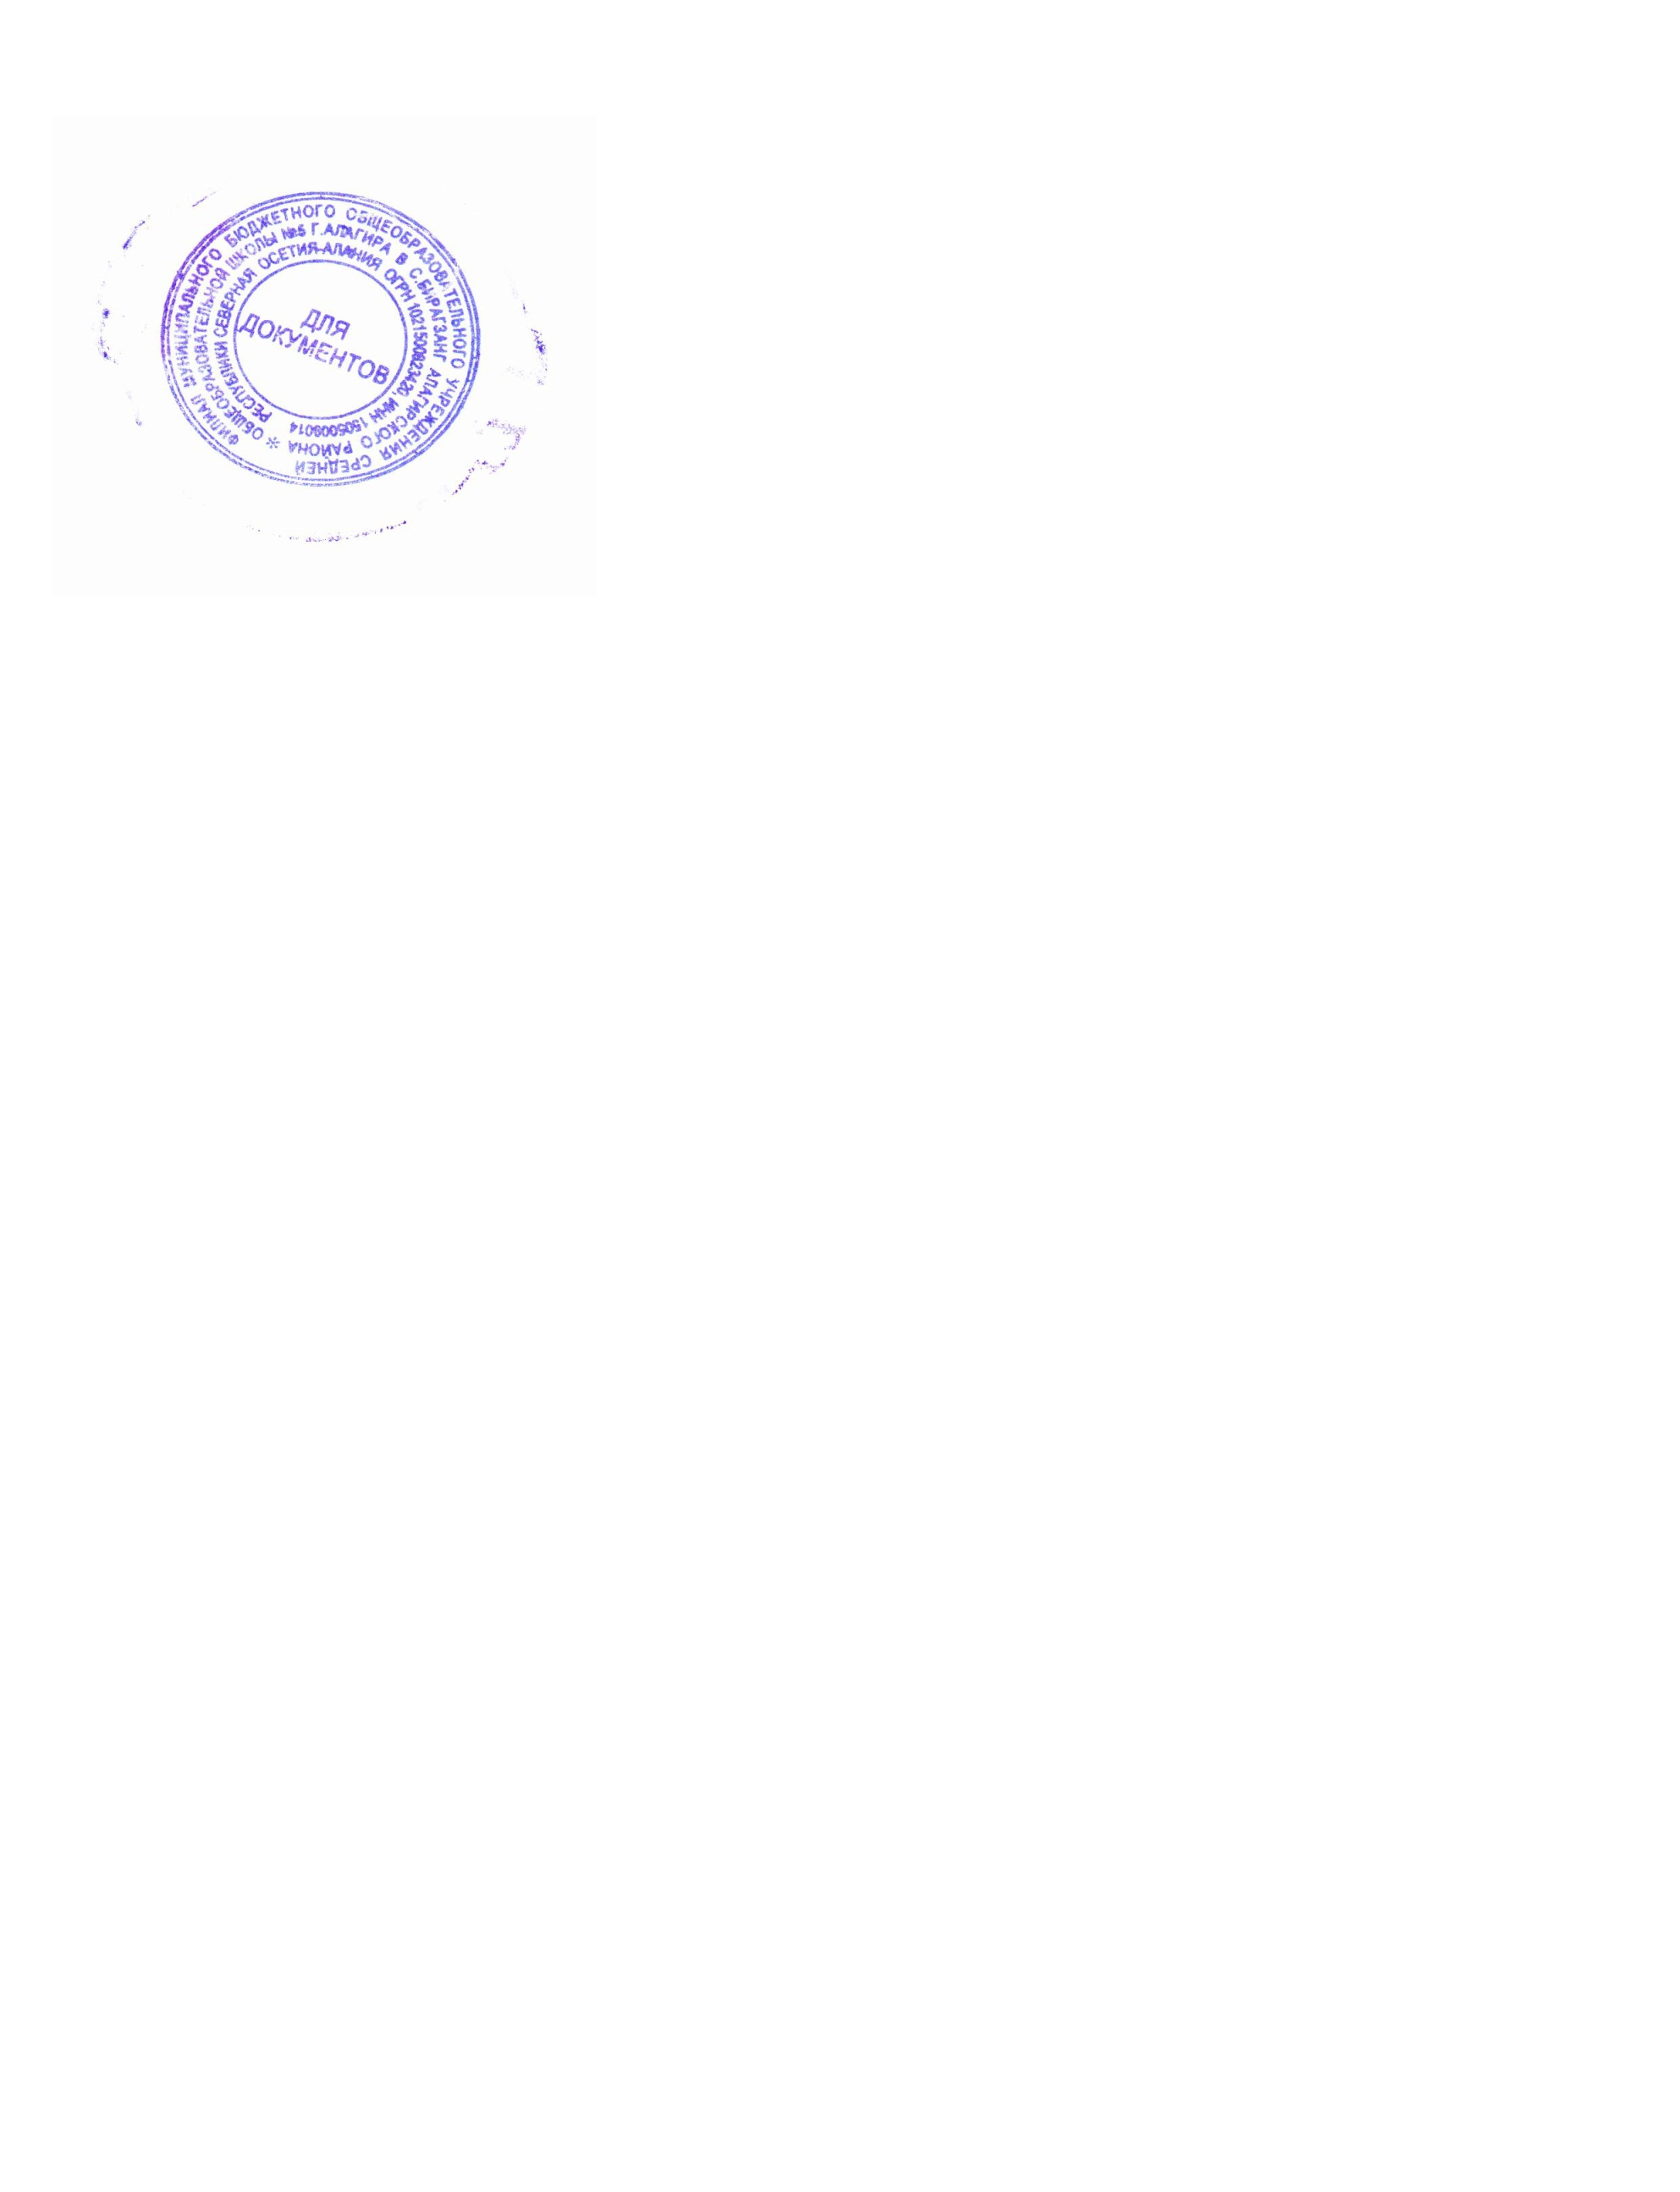 ФИЛИАЛ МУНИЦИПАЛЬНОГО БЮДЖЕТНОГО ОБЩЕОБРАЗОВАТЕЛЬНОГО УЧРЕЖДЕНИЯ СРЕДНЕЙ
ОБЩЕОБРАЗОВАТЕЛЬНОЙ ШКОЛЫ №5 Г.АЛАГИРА В С.БИРАГЗАНГ АЛАГИРСКОГО РАЙОНА
РЕСПУБЛИКИ СЕВЕРНАЯ ОСЕТИЯ-АЛАНИЯ ОГРН ИНН
ДЛЯ
ДОКУМЕНТОВ